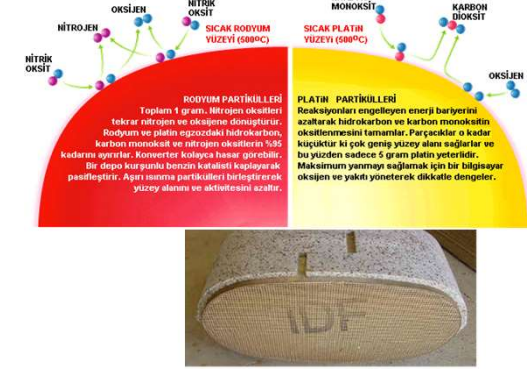 OKSİJEN
NİTRİK
OKSİT
NİTROJEN
SICAK RODYUM
YÜZEYİ (500ºC)
NİTRİK
OKSİT
MONOKSİT
KARBON
DİOKSİT
SICAK PLATİN
YÜZEYi (500ºC)
OKSİJEN
RODYUM PARTİKÜLLERİ
Toplam 1 gram. Nitrojen oksitleri
tekrar nitrojen ve oksijene dönüştürür.
Rodyum ve platin egzozdaki hidrokarbon,
karbon monoksit ve nitrojen oksitlerin %95
kadarını ayırırlar. Konverter kolayca hasar görebilir.
Bir depo kurşunlu benzin katalisti kaplayarak
pasifleştirir. Aşırı ısınma partikülleri birleştirerek
yüzey alanını ve aktivitesini azaltır.
PLATiN PARTİKÜLLERİ
Reaksiyonları engelleyen enerji bariyerini
azaltarak hidrokarbon ve karbon monoksitin
oksitlenmesini tamamlar. Parçacıklar o kadar
küçüktür ki çok geniş yüzey alanı sağlarlar ve
bu yüzden sadece 5 gram platin yeterlidir.
Maksimum yanmayı sağlamak için bir bilgisayar
oksijen ve yakıtı yöneterek dikkatle dengeler.
IDF